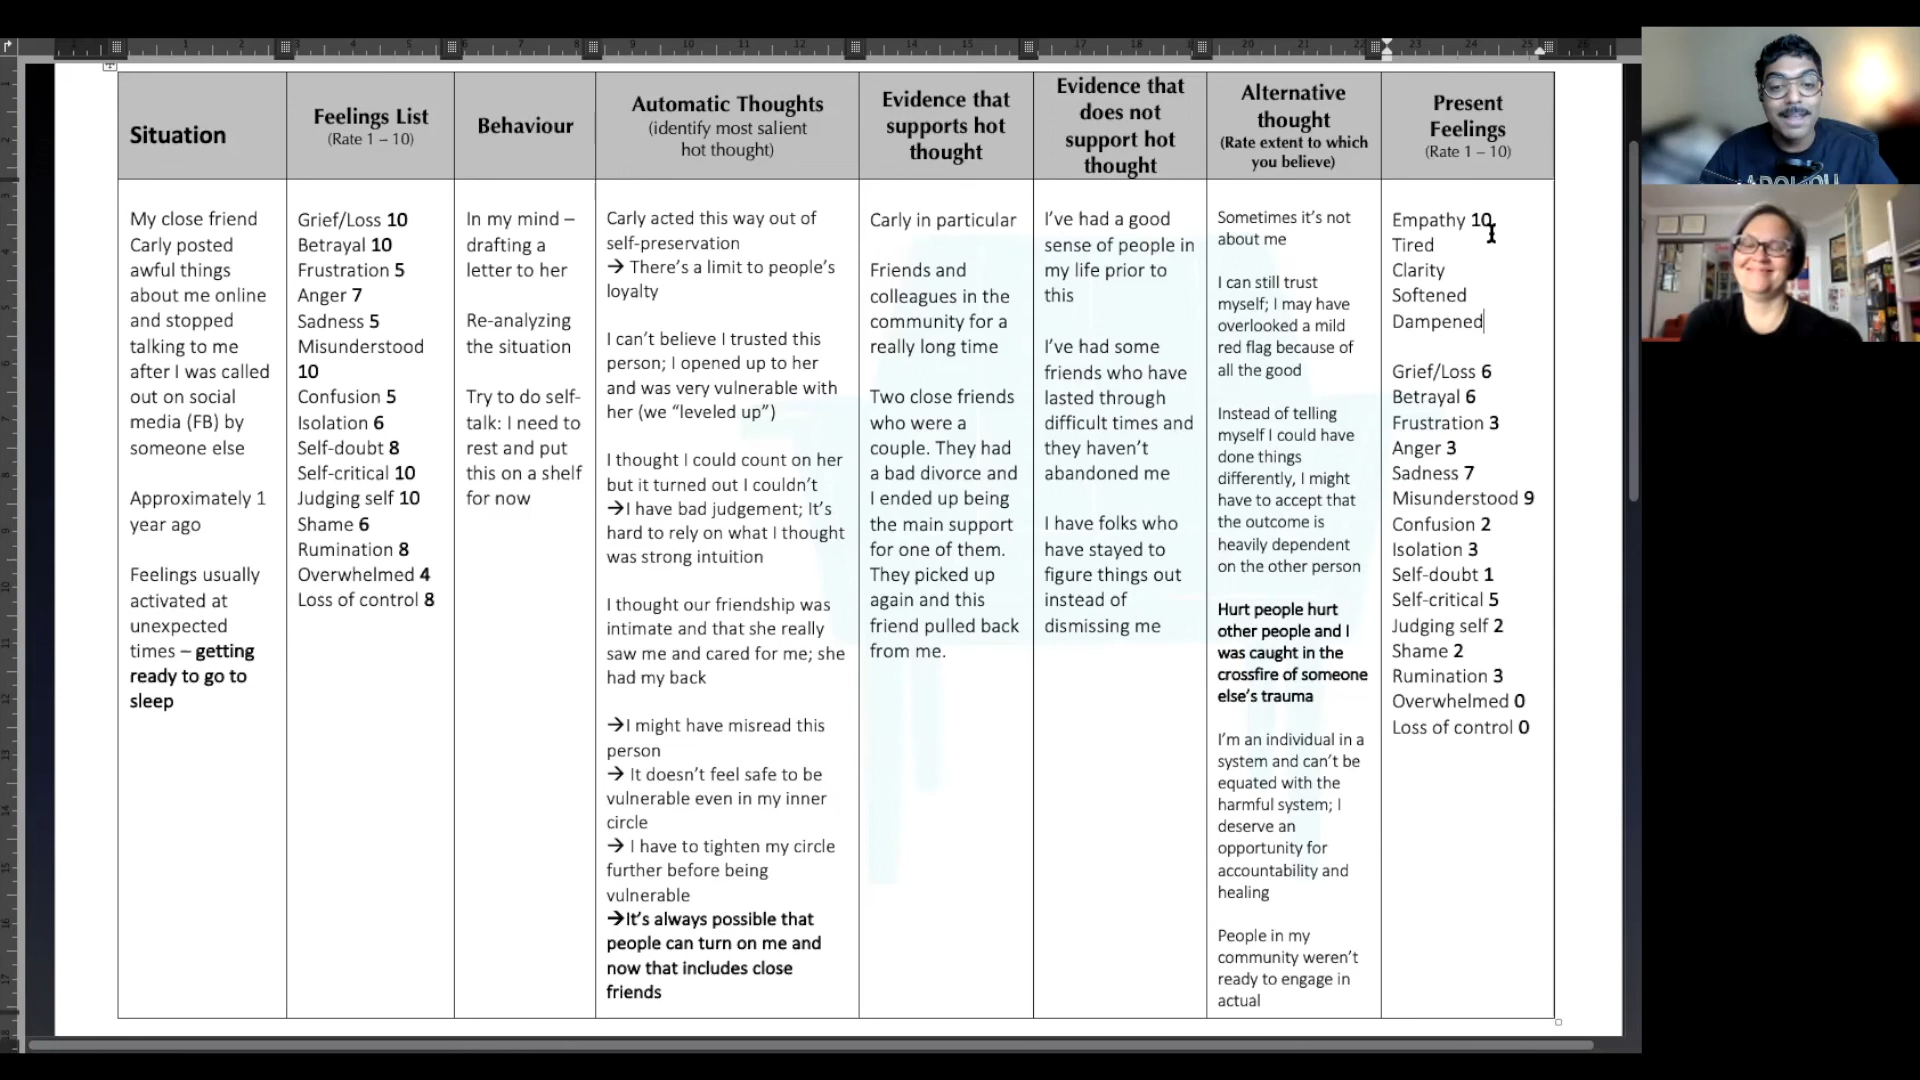 Situation
Feelings List
(Rate 1 – 10)
Behaviour
Automatic Thoughts
(identify most salient
hot thought)
Evidence that
supports hot
thought
Evidence that
does not
support hot
thought
Alternative
thought
(Rate extent to which
you believe)
Present
Feelings
(Rate 1 – 10)
My close friend
Carly posted
awful things
about me online
and stopped
talking to me
after I was called
out on social
media (FB) by
someone else
Approximately 1
year ago
Feelings usually
activated at
unexpected
times – getting
ready to go to
sleep
Grief/Loss 10
Betrayal 10
Frustration 5
Anger 7
Sadness 5
Misunderstood
10
Confusion 5
Isolation 6
Self-doubt 8
Self-critical 10
Judging self 10
Shame 6
Rumination 8
Overwhelmed 4
Loss of control 8
In my mind –
drafting a
letter to her
Re-analyzing
the situation
Try to do self-
talk: I need to
rest and put
this on a shelf
for now
Carly acted this way out of
self-preservation
→ There’s a limit to people’s
loyalty
I can’t believe I trusted this
person; I opened up to her
and was very vulnerable with
her (we “leveled up”)
I thought I could count on her
but it turned out I couldn’t
→I have bad judgement; It’s
hard to rely on what I thought
was strong intuition
I thought our friendship was
intimate and that she really
saw me and cared for me; she
had my back
→I might have misread this
person
→ It doesn’t feel safe to be
vulnerable even in my inner
circle
→ I have to tighten my circle
further before being
vulnerable
→It’s always possible that
people can turn on me and
now that includes close
friends
Carly in particular
Friends and
colleagues in the
community for a
really long time
Two close friends
who were a
couple. They had
a bad divorce and
I ended up being
the main support
for one of them.
They picked up
again and this
friend pulled back
from me.
I’ve had a good
sense of people in
my life prior to
this
I’ve had some
friends who have
lasted through
difficult times and
they haven’t
abandoned me
I have folks who
have stayed to
figure things out
instead of
dismissing me
Sometimes it’s not
about me
I can still trust
myself; I may have
overlooked a mild
red flag because of
all the good
Instead of telling
myself I could have
done things
differently, I might
have to accept that
the outcome is
heavily dependent
on the other person
Hurt people hurt
other people and I
was caught in the
crossfire of someone
else’s trauma
I’m an individual in a
system and can’t be
equated with the
harmful system; I
deserve an
opportunity for
accountability and
healing
People in my
community weren’t
ready to engage in
actual
Empathy 10
Tired
Clarity
Softened
Dampened
Grief/Loss 6
Betrayal 6
Frustration 3
Anger 3
Sadness 7
Misunderstood 9
Confusion 2
Isolation 3
Self-doubt 1
Self-critical 5
Judging self 2
Shame 2
Rumination 3
Overwhelmed 0
Loss of control 0